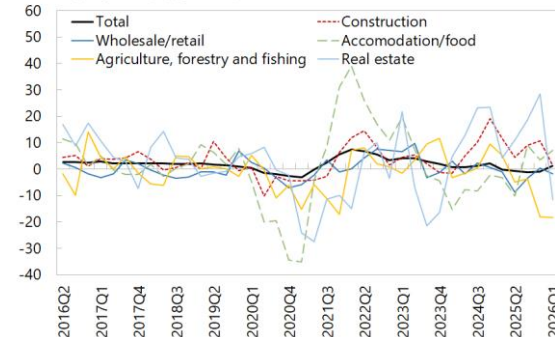 60
50
40
30
20
10
0
-10
-20
-30
-40
Total
Construction
Wholesale/retail
Accomodation/food
Agriculture, forestry and fishing
Real estate
2016Q2
2017Q1
2017Q4
2018Q3
2019Q2
2020Q1
2020Q4
2021Q3
2022Q2
2023Q1
2023Q4
2024Q3
2025Q2
2026Q1